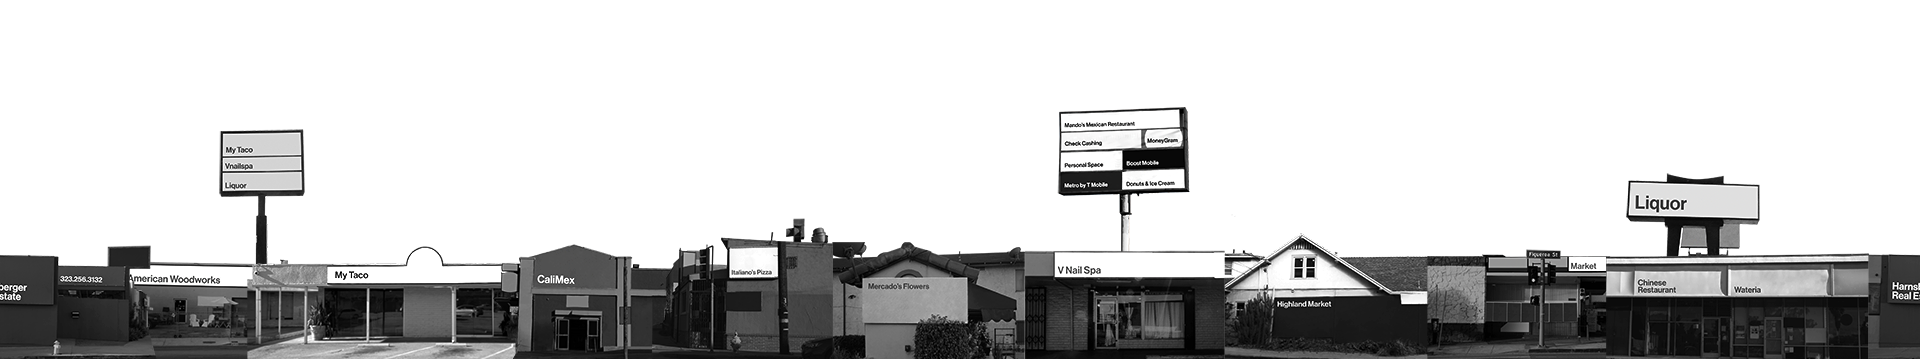 berger
state
323.256.3132
American Woodworks
My Taco
Vnailspa
Liquor
My Taco
CaliMex
Italiano's Pizza
Mercado's Flowers
Mando's Mexican Restaurant
Check Cashing
MoneyGram
Personal Space
Boost Mobile
Metro by T Mobile
Donuts & Ice Cream
V Nail Spa
Highland Market
Figueroa St
Market
Liquor
Chinese
Restaurant
Wateria
Harnsb
Real E